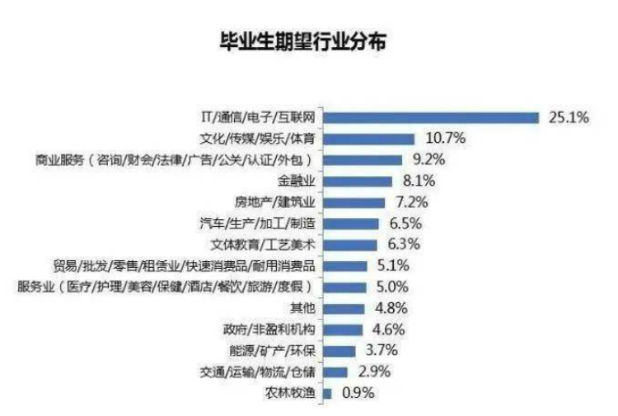 毕业生期望行业分布
IT/通信/电子/互联网 25.1%
文化/传媒/娱乐/体育 10.7%
商业服务（咨询/财会/法律/广告/公关/认证/外包） 9.2%
金融业 8.1%
房地产/建筑业 7.2%
汽车/生产/加工/制造 6.5%
文体教育/工艺美术 6.3%
贸易/批发/零售/租赁业/快速消费品/耐用消费品 5.1%
服务业（医疗/护理/美容/保健/酒店/餐饮/旅游/度假） 5.0%
其他 4.8%
政府/非盈利机构 4.6%
能源/矿产/环保 3.7%
交通/运输/物流/仓储 2.9%
农林牧渔 0.9%